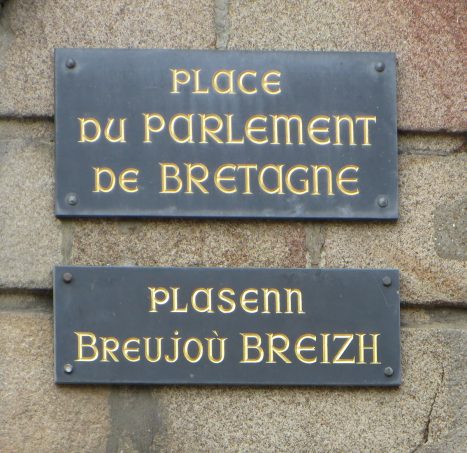 PLACE
DU PARLEMENT
DE BRETAGNE
PLASENN
BREUJOÙ BREIZH